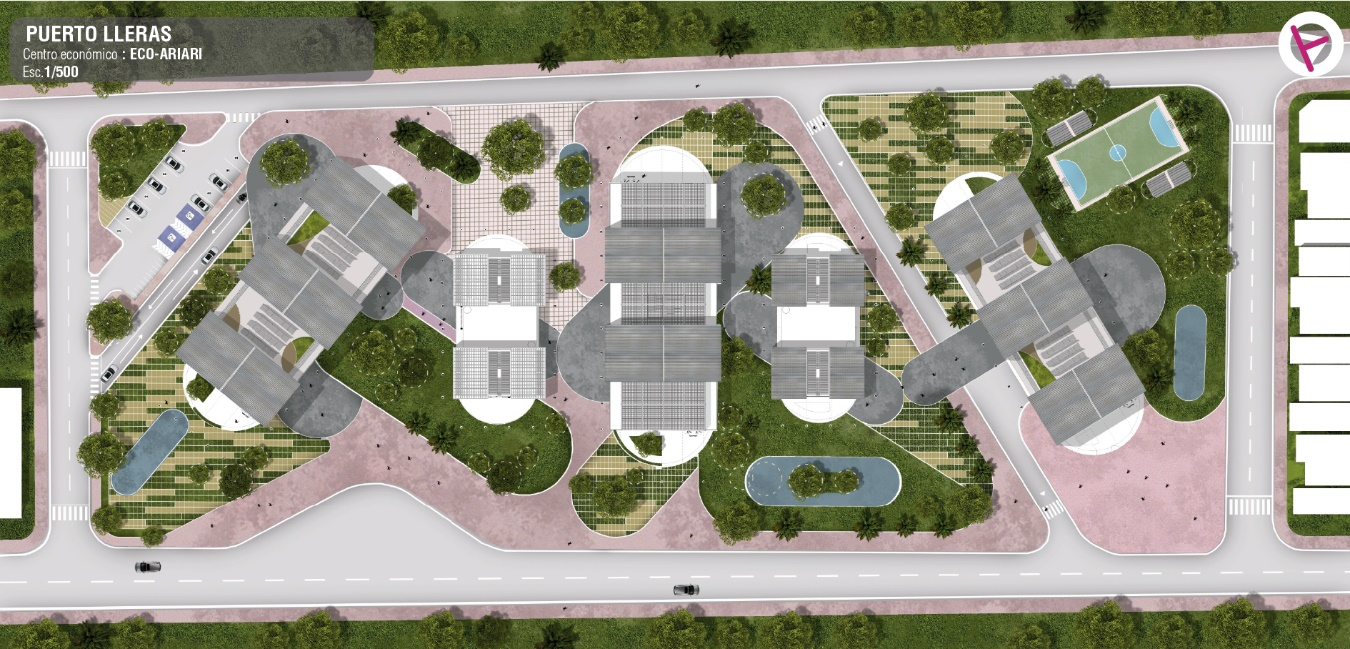 PUERTO LLERAS
Centro económico : ECO-ARIARI
Esc.1/500